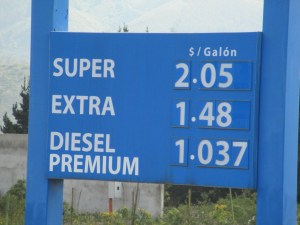 $/Galón
SUPER 2.05
EXTRA 1.48
DIESEL
PREMIUM 1.037